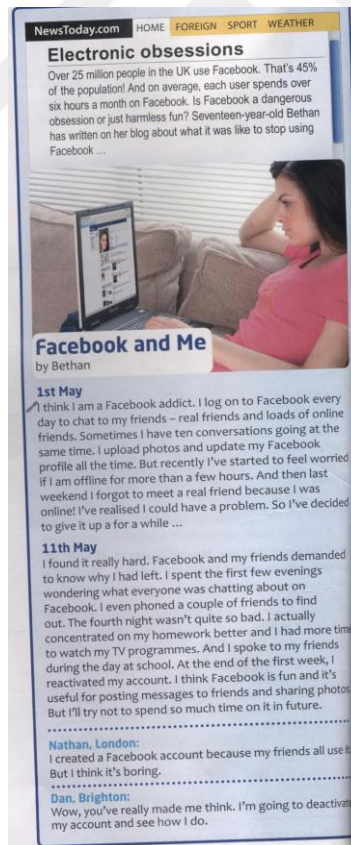 NewsToday.com HOME FOREIGN SPORT WEATHER
Electronic obsessions
Over 25 million people in the UK use Facebook. That's 45%
of the population! And on average, each user spends over
six hours a month on Facebook. Is Facebook a dangerous
obsession or just harmless fun? Seventeen-year-old Bethan
has written on her blog about what it was like to stop using
Facebook ...
Facebook and Me
by Bethan
1st May
I think I am a Facebook addict. I log on to Facebook every
day to chat to my friends – real friends and loads of online
friends. Sometimes I have ten conversations going at the
same time. I upload photos and update my Facebook
profile all the time. But recently I've started to feel worried
if I am offline for more than a few hours. And then last
weekend I forgot to meet a real friend because I was
online! I've realised I could have a problem. So I've decided
to give it up for a while ...
11th May
I found it really hard. Facebook and my friends demanded
to know why I had left. I spent the first few evenings
wondering what everyone was chatting about on
Facebook. I even phoned a couple of friends to find
out. The fourth night wasn't quite so bad. I actually
concentrated on my homework better and I had more time
to watch my TV programmes. And I spoke to my friends
during the day at school. At the end of the first week, I
reactivated my account. I think Facebook is fun and it's
useful for posting messages to friends and sharing photos.
But I'll try not to spend so much time on it in future.
Nathan, London:
I created a Facebook account because my friends all use it.
But I think it's boring.
Dan, Brighton:
Wow, you've really made me think. I'm going to deactivate
my account and see how I do.